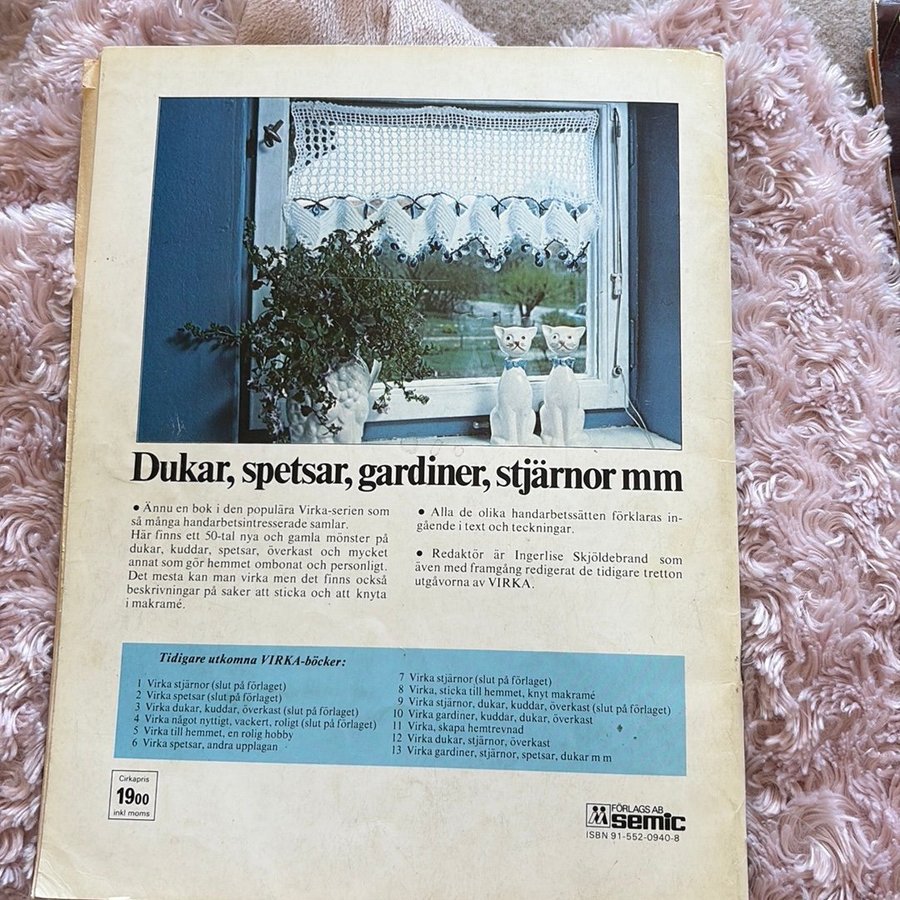 Dukar, spetsar, gardiner, stjärnor mm
• Ännu en bok i den populära Virka-serien som
så många handarbetsintresserade samlar.
Här finns ett 50-tal nya och gamla mönster på
dukar, kuddar, spetsar, överkast och mycket
annat som gör hemmet ombonat och personligt.
Det mesta kan man virka men det finns också
beskrivningar på saker att sticka och att knyta
i makramé.
• Alla de olika handarbetssätten förklaras in-
gående i text och teckningar.
• Redaktör är Ingerlise Skjöldebrand som
även med framgång redigerat de tidigare tretton
utgåvorna av VIRKA.
Tidigare utkomna VIRKA-böcker:
1 Virka stjärnor (slut på förlaget)
2 Virka spetsar (slut på förlaget)
3 Virka dukar, kuddar, överkast (slut på förlaget)
4 Virka något nyttigt, vackert, roligt (slut på förlaget)
5 Virka till hemmet, en rolig hobby
6 Virka spetsar, andra upplagan
7 Virka stjärnor (slut på förlaget)
8 Virka, sticka till hemmet, knyt makramé
9 Virka stjärnor, dukar, kuddar, överkast (slut på förlaget)
10 Virka gardiner, kuddar, dukar, överkast
11 Virka, skapa hemtrevnad
12 Virka dukar, stjärnor, överkast
13 Virka gardiner, stjärnor, spetsar, dukar m m
Cirkapris
1900
inkl moms
FÖRLAGS AB
semic
ISBN 91-552-0940-8